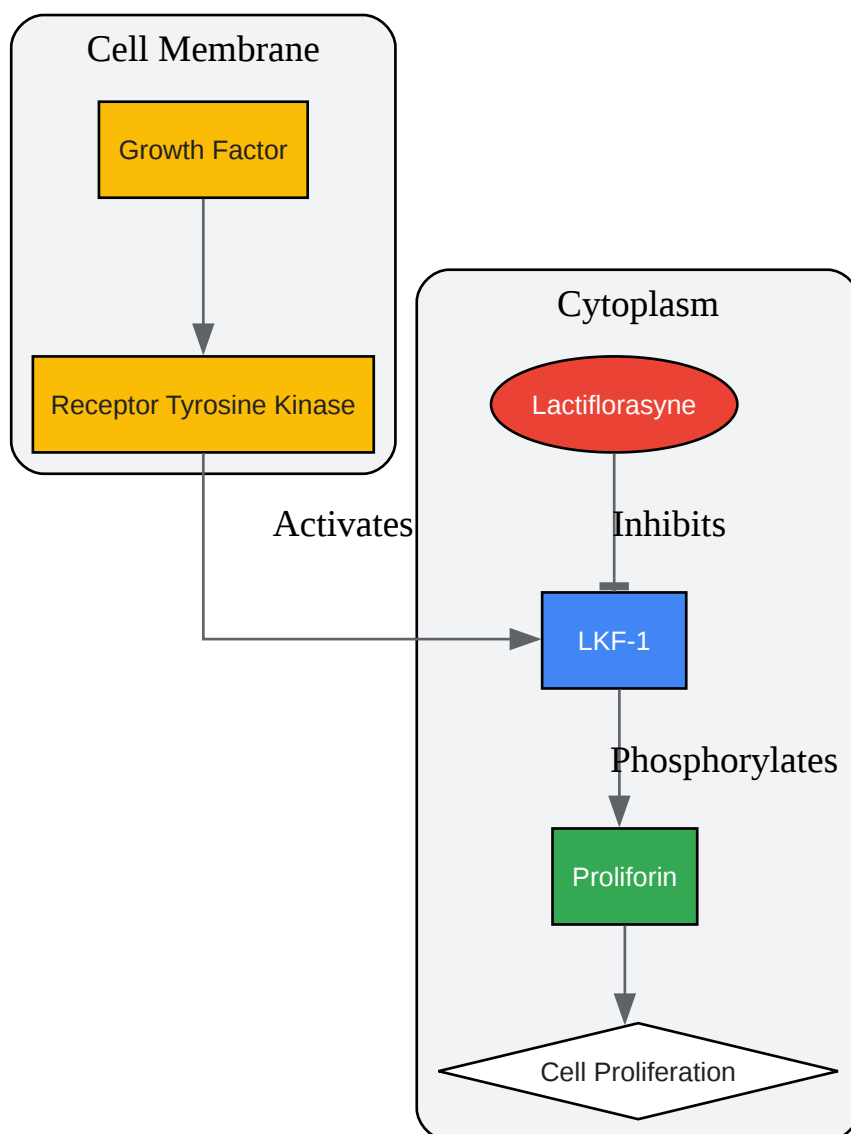 Cell Membrane
Growth Factor
Cytoplasm
Receptor Tyrosine Kinase
Lactiflorasyne
Activates
Inhibits
LKF-1
Phosphorylates
Proliforin
Cell Proliferation